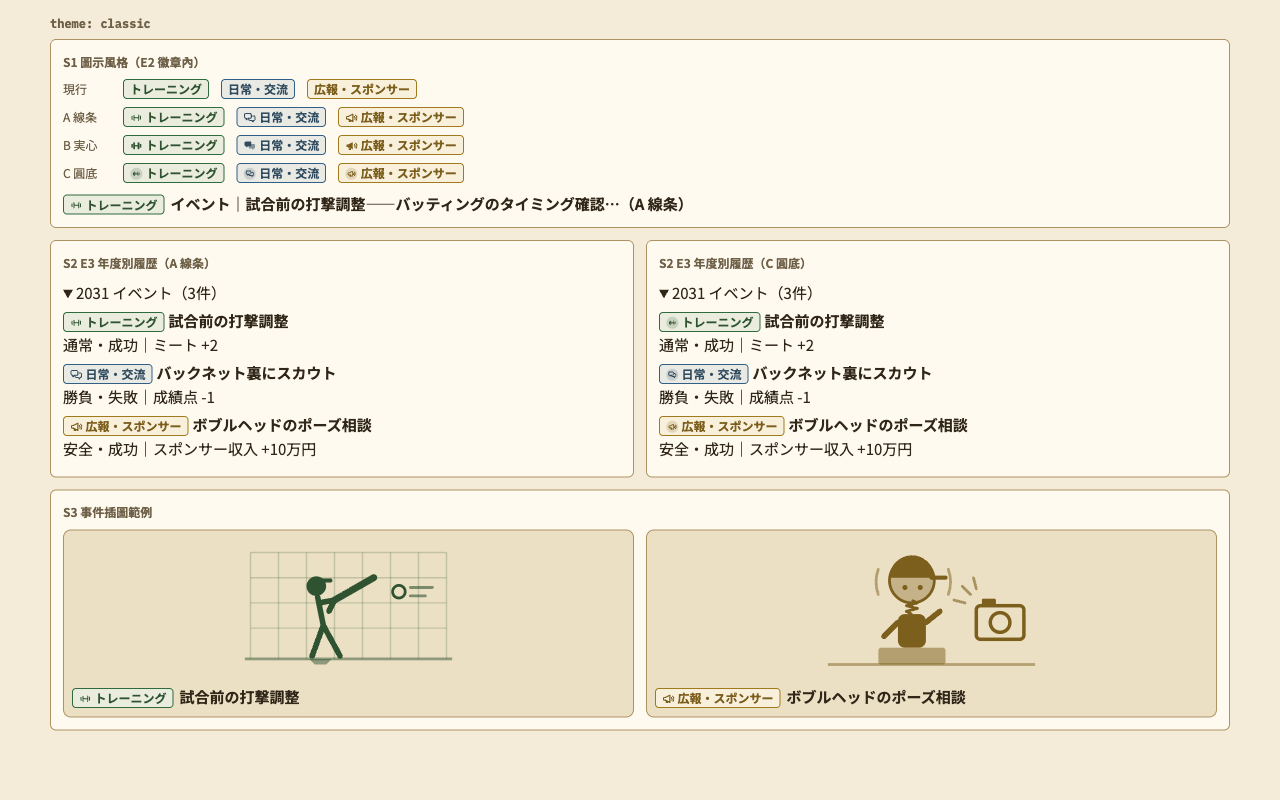 theme: classic
S1 圖示風格（E2 徽章內）
現行 トレーニング 日常・交流 広報・スポンサー
A 線条 トレーニング 日常・交流 広報・スポンサー
B 実心 トレーニング 日常・交流 広報・スポンサー
C 圓底 トレーニング 日常・交流 広報・スポンサー
トレーニング イベント｜試合前の打撃調整——バッティングのタイミング確認…（A 線条）
S2 E3 年度別履歴（A 線条）
▼2031 イベント（3件）
トレーニング 試合前の打撃調整
通常・成功｜ミート +2
日常・交流 バックネット裏にスカウト
勝負・失敗｜成績点 -1
広報・スポンサー ボブルヘッドのポーズ相談
安全・成功｜スポンサー収入 +10万円
S2 E3 年度別履歴（C 圓底）
▼2031 イベント（3件）
トレーニング 試合前の打撃調整
通常・成功｜ミート +2
日常・交流 バックネット裏にスカウト
勝負・失敗｜成績点 -1
広報・スポンサー ボブルヘッドのポーズ相談
安全・成功｜スポンサー収入 +10万円
S3 事件插圖範例
トレーニング 試合前の打撃調整
広報・スポンサー ボブルヘッドのポーズ相談